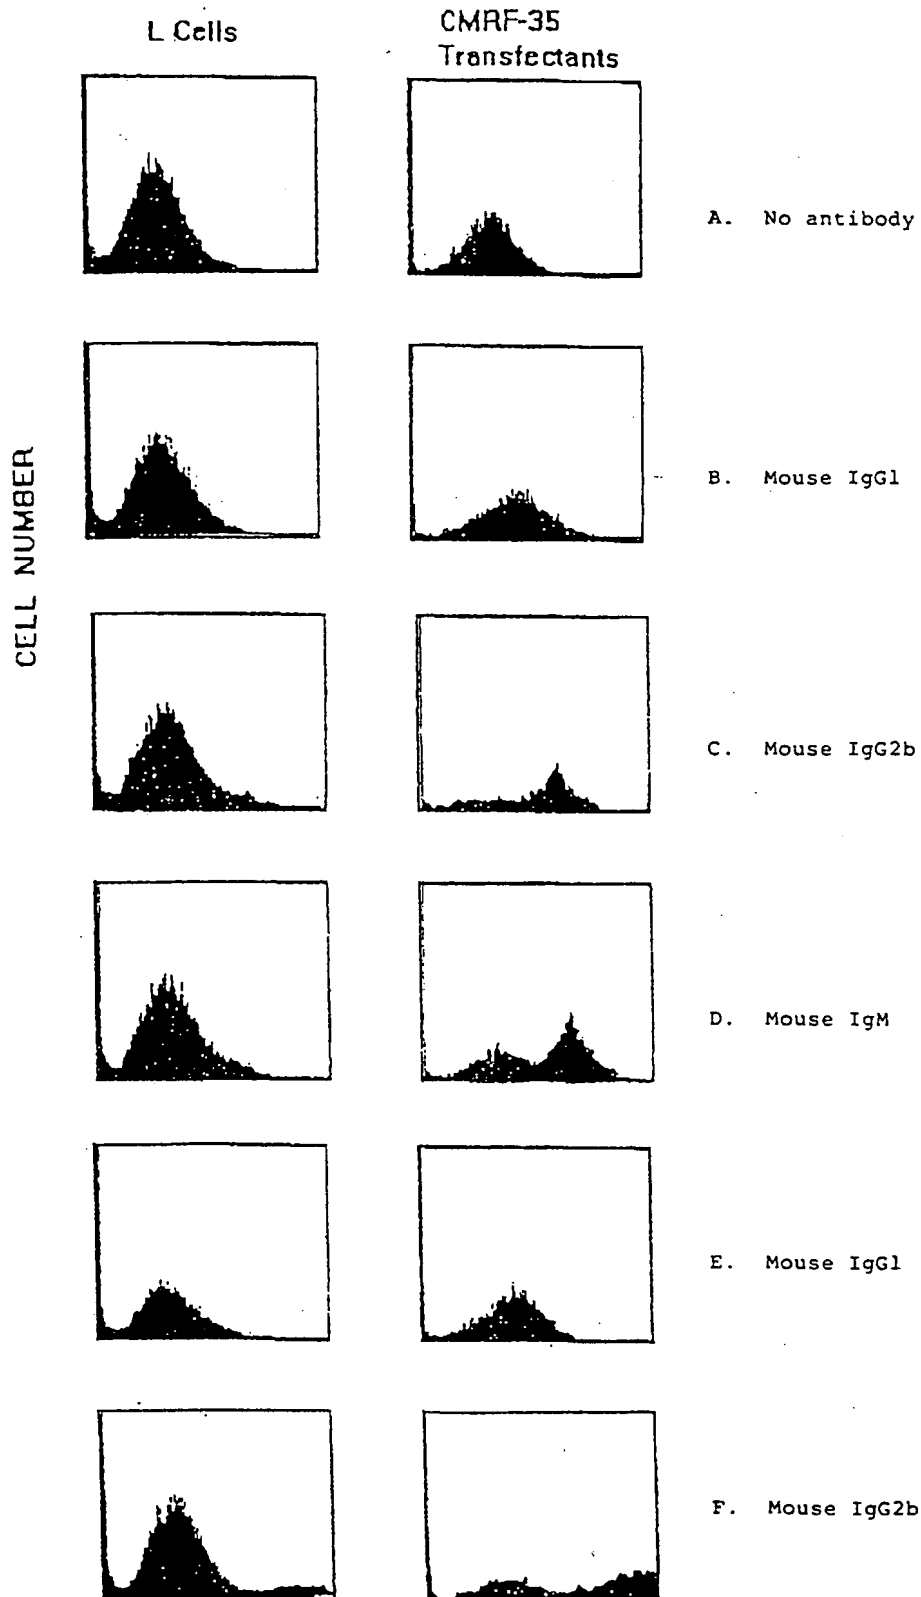 L Cells
CMRF-35
Transfectants
CELL NUMBER
A. No antibody
B. Mouse IgG1
C. Mouse IgG2b
D. Mouse IgM
E. Mouse IgG1
F. Mouse IgG2b